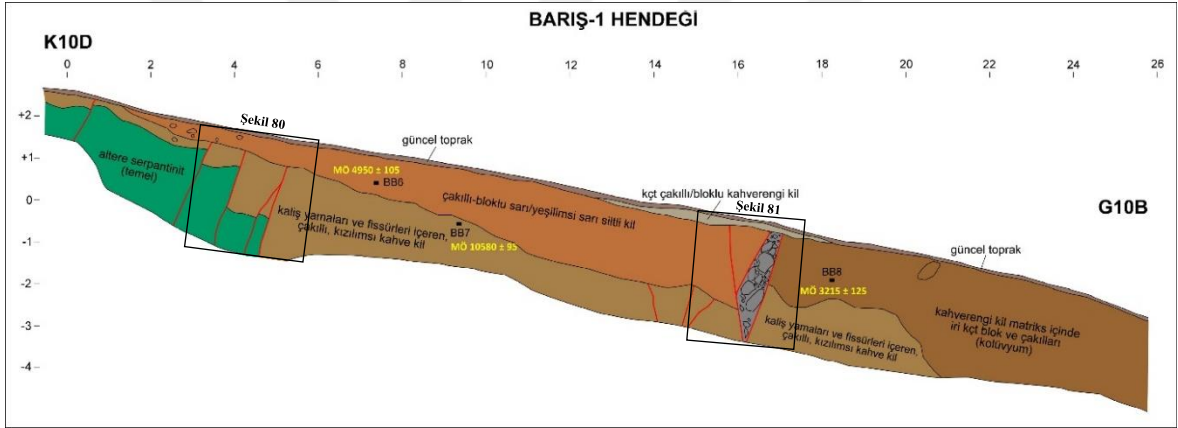 BARIŞ-1 HENDEĞİ
K10D
0 2 4 6 8 10 12 14 16 18 20 22 24 26
G10B
+2
+1
0
-1
-2
-3
-4
Şekil 80
güncel toprak
altere serpantinit
(temel)
MÖ 4950 ± 105
BB6
çakıllı-bloklu sarı/yeşilimsi sarı siltli kil
kçt çakıllı/bloklu kahverengi kil
Şekil 81
kaliş yamaları ve fissürleri içeren,
çakıllı, kızılımsı kahve kil
BB7
MÖ 10580 ± 95
güncel toprak
BB8
MÖ 3215 ± 125
kaliş yamaları ve fissürleri içeren,
çakıllı, kızılımsı kahve kil
kahverengi kil matriks içinde
iri kçt blok ve çakılları
(kolüvyum)